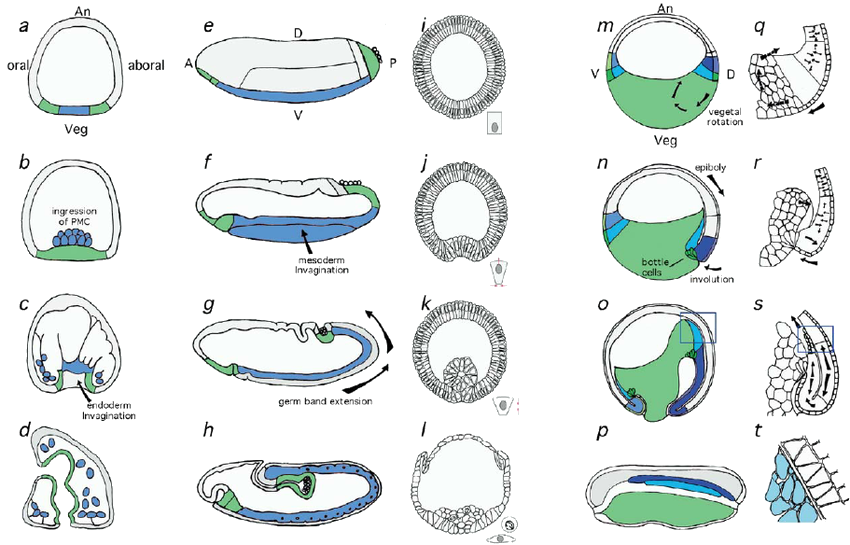 a
An
oral
aboral
Veg
b
ingression
of PMC
c
endoderm
Invagination
d
e
D
A
P
V
f
mesoderm
Invagination
g
germ band extension
h
i
j
k
l
m
An
V
D
vegetal
rotation
Veg
n
epiboly
bottle
cells
involution
o
p
q
r
s
t